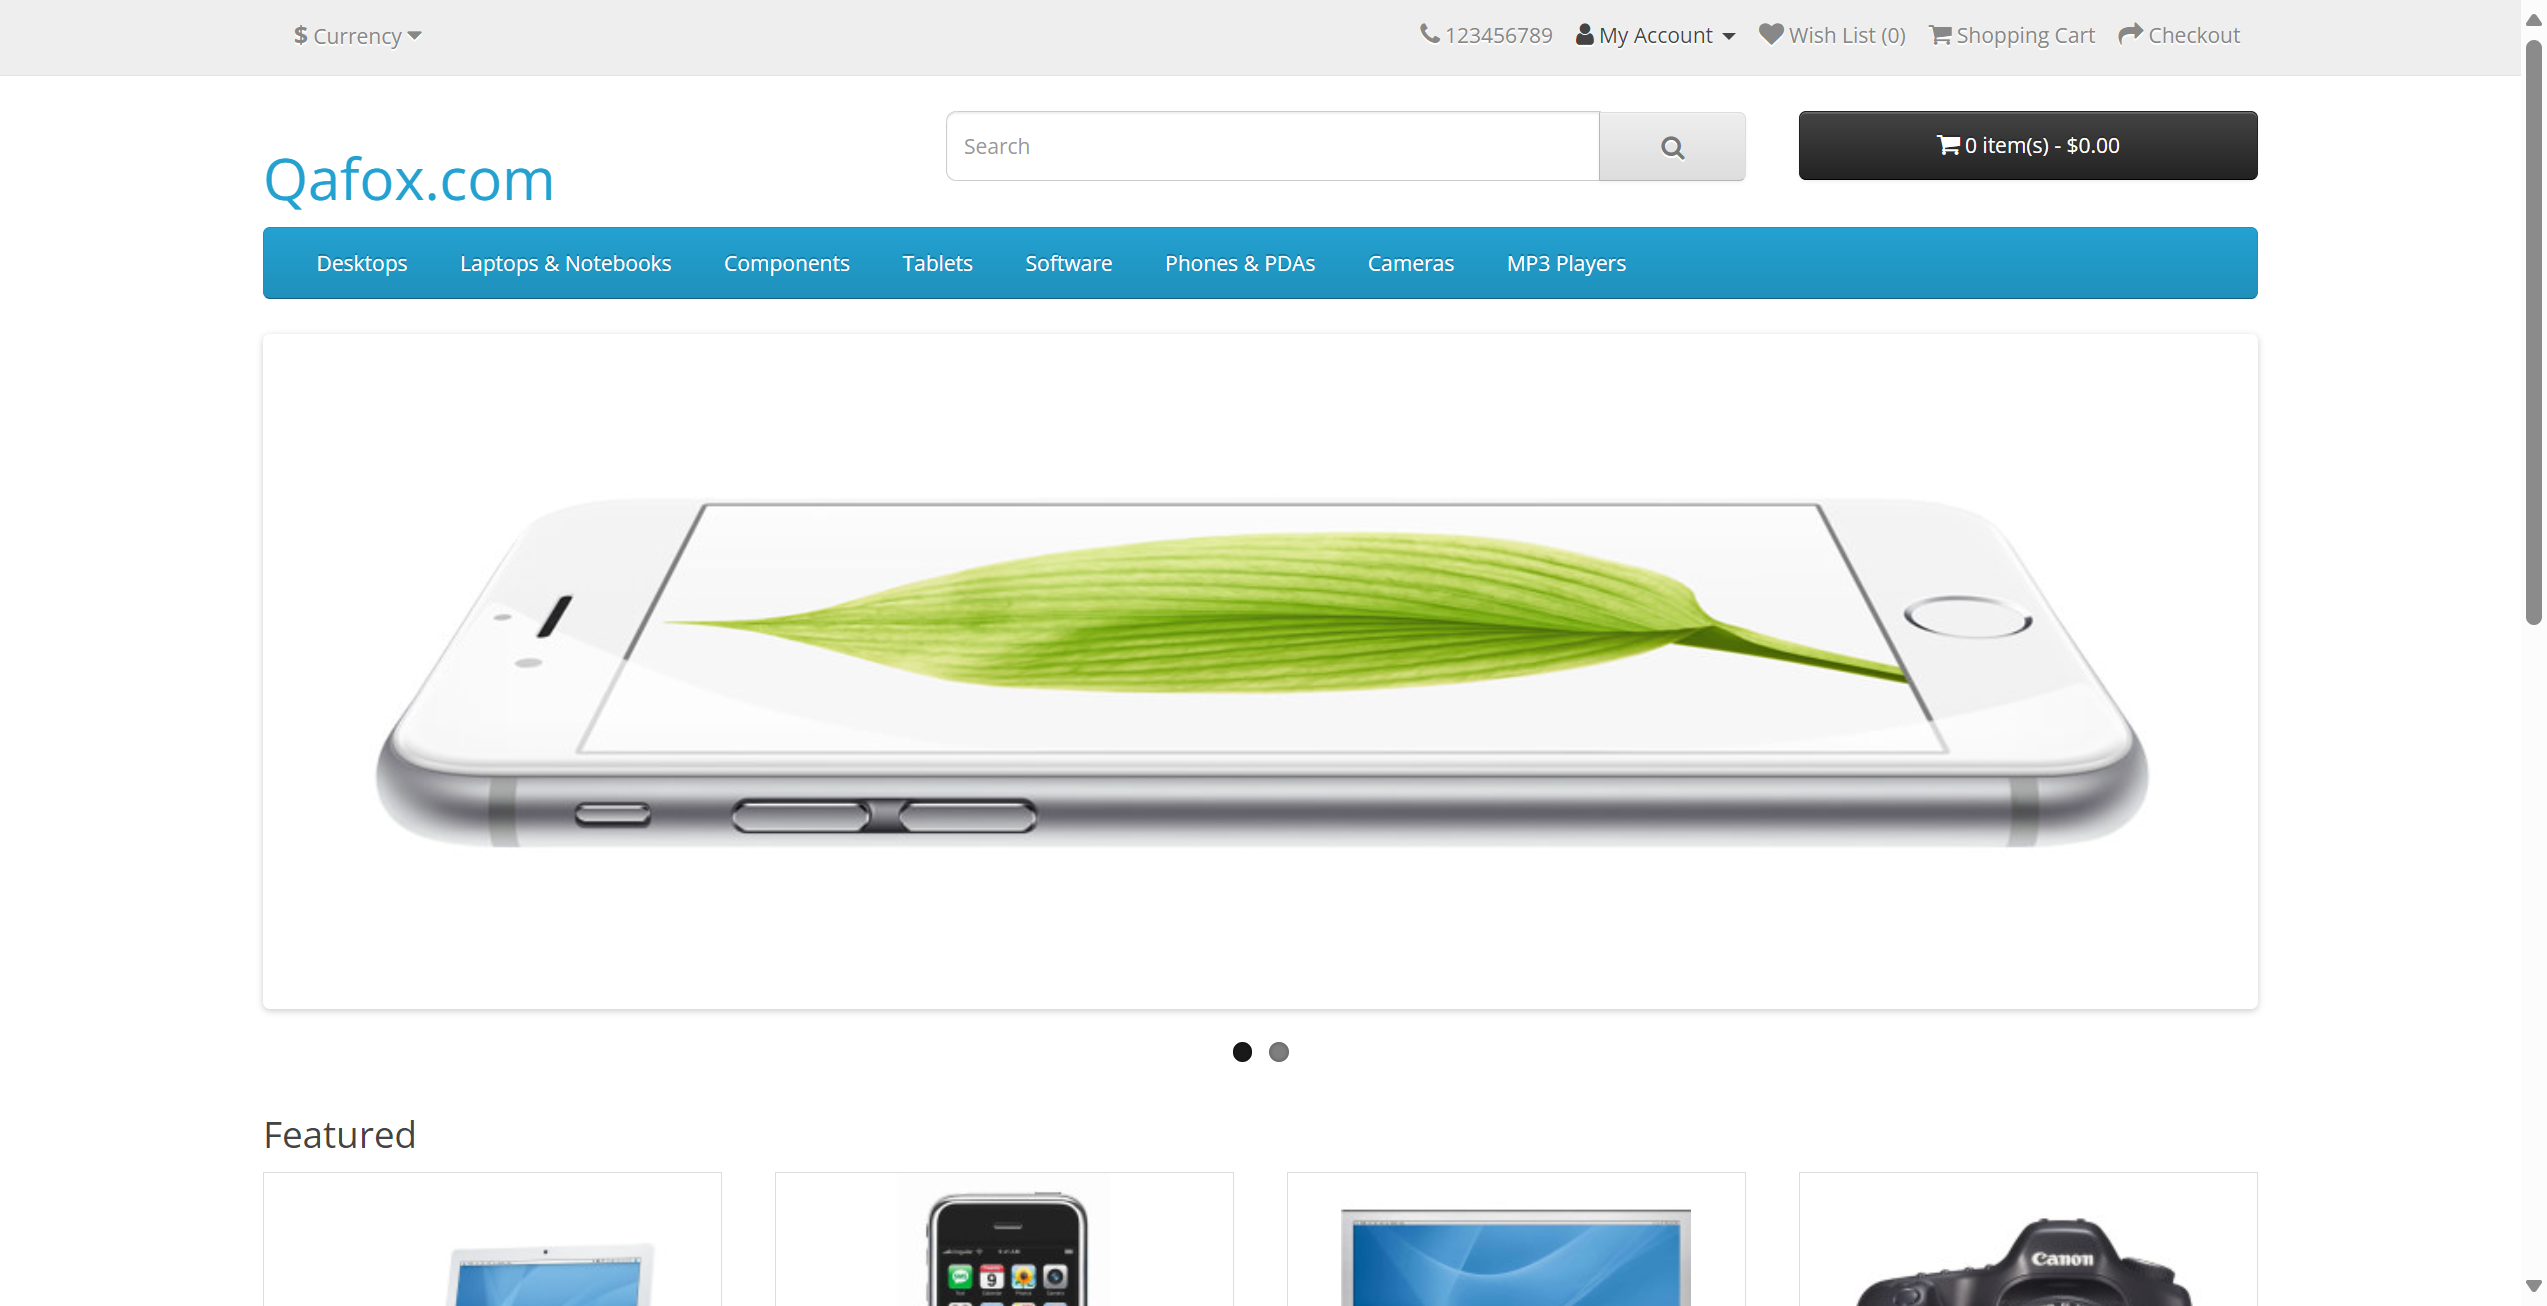 $ Currency
123456789 My Account Wish List (0) Shopping Cart Checkout
Qafox.com
Search
0 item(s) - $0.00
Desktops Laptops & Notebooks Components Tablets Software Phones & PDAs Cameras MP3 Players
Featured
9
Canon